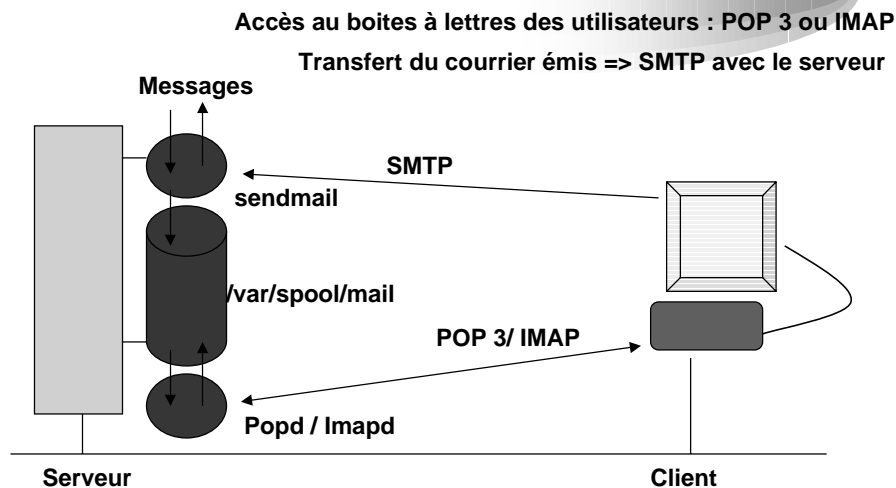 Accès au boites à lettres des utilisateurs : POP 3 ou IMAP
Transfert du courrier émis => SMTP avec le serveur
Messages
SMTP
sendmail
/var/spool/mail
POP 3/ IMAP
Popd / Imapd
Serveur
Client